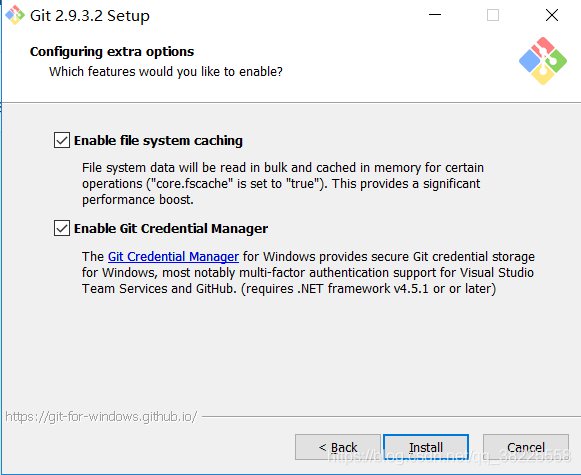 Git 2.9.3.2 Setup
Configuring extra options
Which features would you like to enable?
Enable file system caching
File system data will be read in bulk and cached in memory for certain
operations ("core.fscache" is set to "true"). This provides a significant
performance boost.
Enable Git Credential Manager
The Git Credential Manager for Windows provides secure Git credential storage
for Windows, most notably multi-factor authentication support for Visual Studio
Team Services and GitHub. (requires .NET framework v4.5.1 or or later)
https://git-for-windows.github.io/
< Back
Install
Cancel
https://blog.csdn.net/qq_38228558